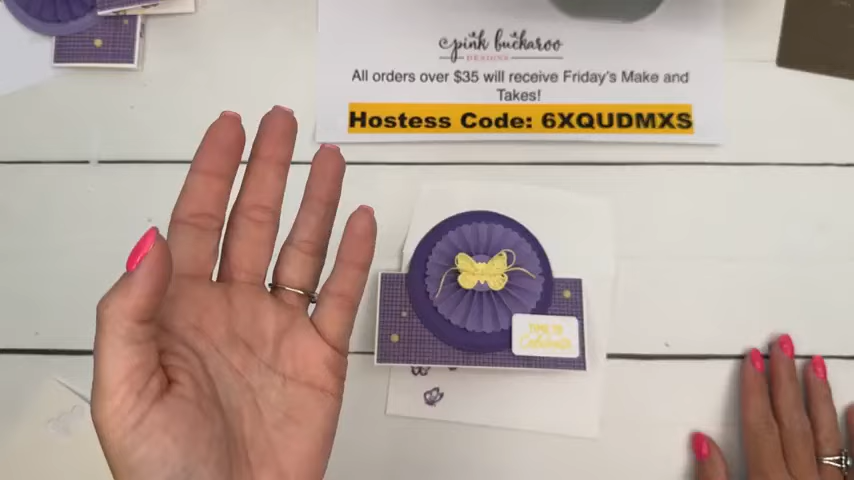 pink buckaroo
DESIGNS
All orders over $35 will receive Friday's Make and
Takes!
Hostess Code: 6XQUDMXS
TIME TO
Celebrate